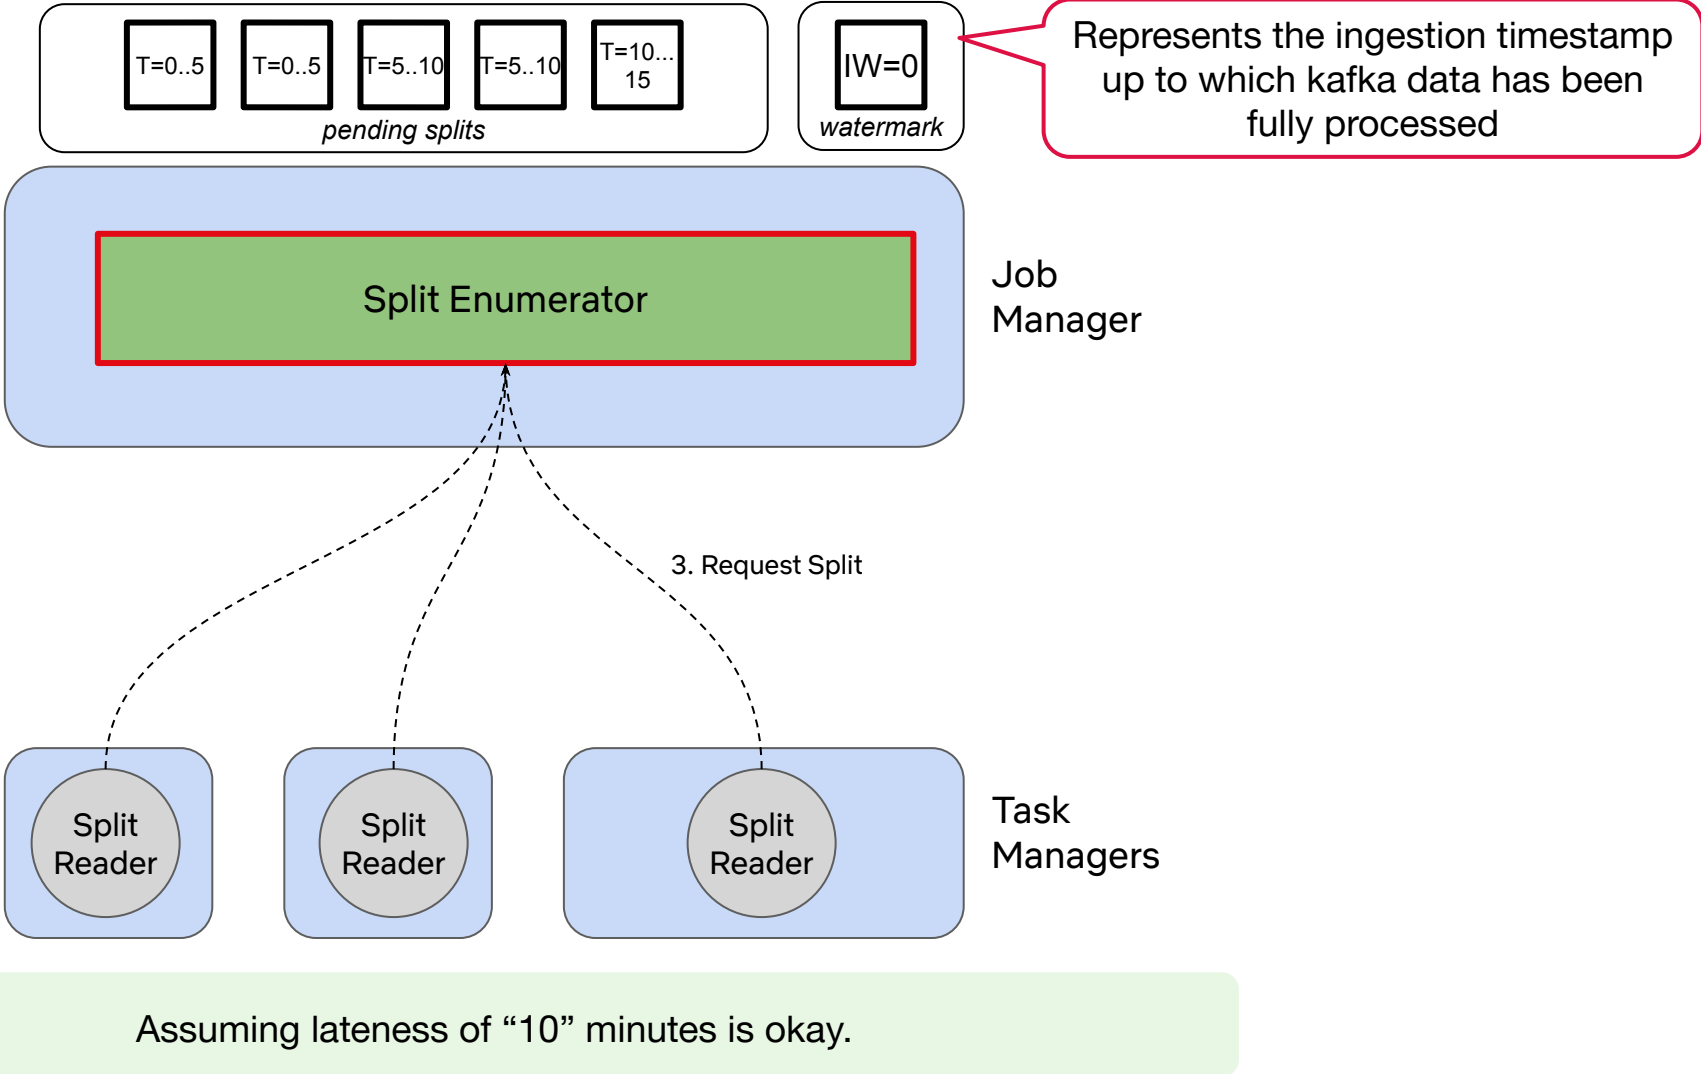 T=0..5
T=0..5
T=5..10
T=5..10
T=10...
15
pending splits
IW=0
watermark
Represents the ingestion timestamp
up to which kafka data has been
fully processed
Split Enumerator
Job
Manager
3. Request Split
Split
Reader
Split
Reader
Split
Reader
Task
Managers
Assuming lateness of “10” minutes is okay.